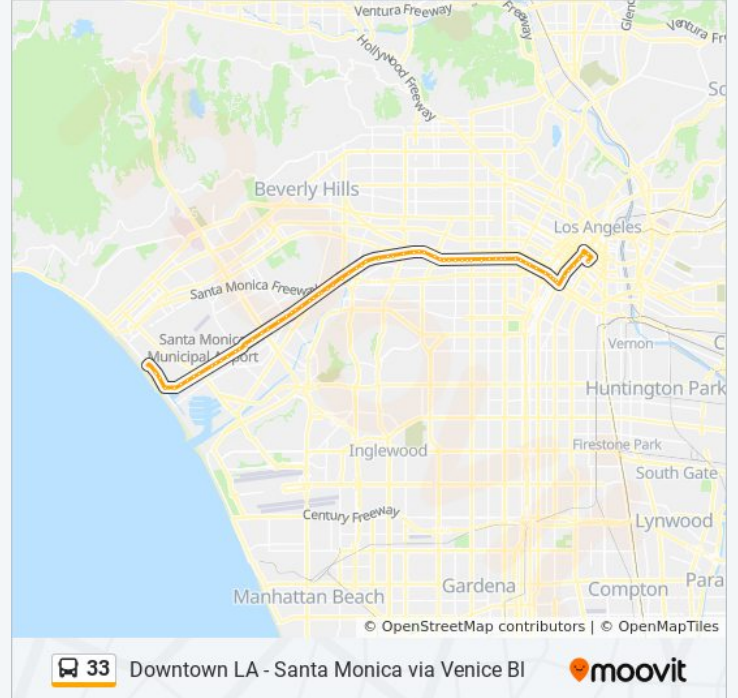 Ventura Freeway
Freeway
Glend
Ventura Fr
Hollywood Freeway
So
Beverly Hills
Los Angeles
Santa Monica Freeway
Santa Monica
Municipal Airport
Vernon
C
Huntington Park
Inglewood
Firestone Park
South Gate
Century Freeway
Lynwood
Gardena
Compton
Para
Manhattan Beach
© OpenStreetMap contributors | © OpenMapTiles
33 Downtown LA - Santa Monica via Venice Bl moovit